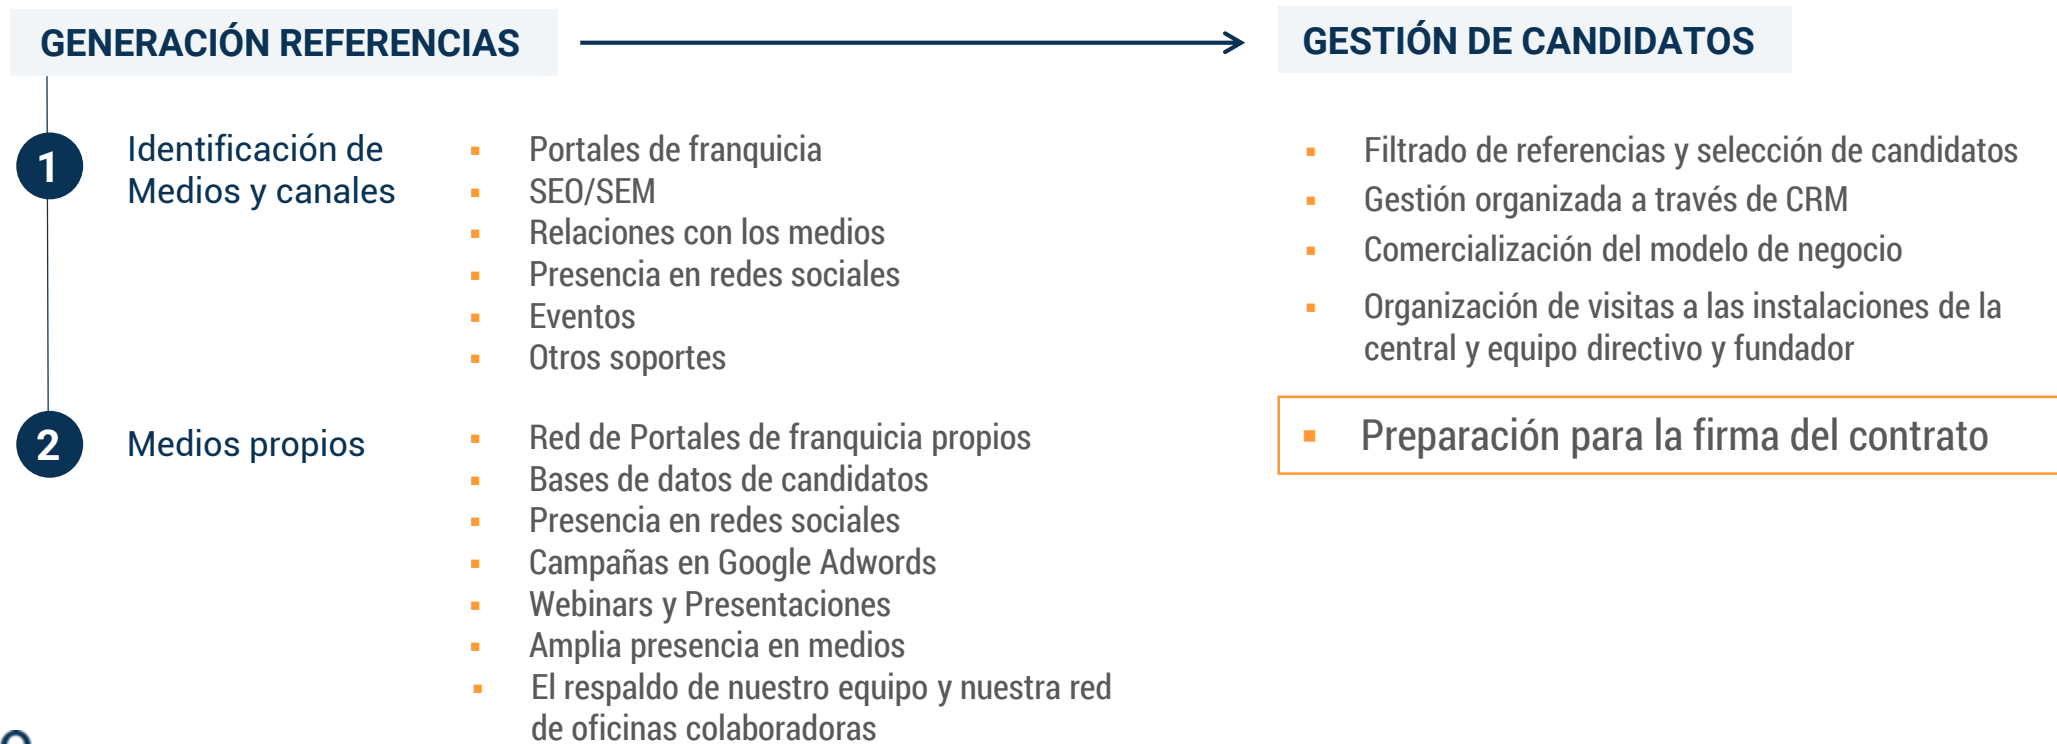 GENERACIÓN REFERENCIAS
GESTIÓN DE CANDIDATOS
1
Identificación de
Medios y canales
Portales de franquicia
SEO/SEM
Relaciones con los medios
Presencia en redes sociales
Eventos
Otros soportes
2
Medios propios
Red de Portales de franquicia propios
Bases de datos de candidatos
Presencia en redes sociales
Campañas en Google Adwords
Webinars y Presentaciones
Amplia presencia en medios
El respaldo de nuestro equipo y nuestra red
de oficinas colaboradoras
Filtrado de referencias y selección de candidatos
Gestión organizada a través de CRM
Comercialización del modelo de negocio
Organización de visitas a las instalaciones de la
central y equipo directivo y fundador
Preparación para la firma del contrato